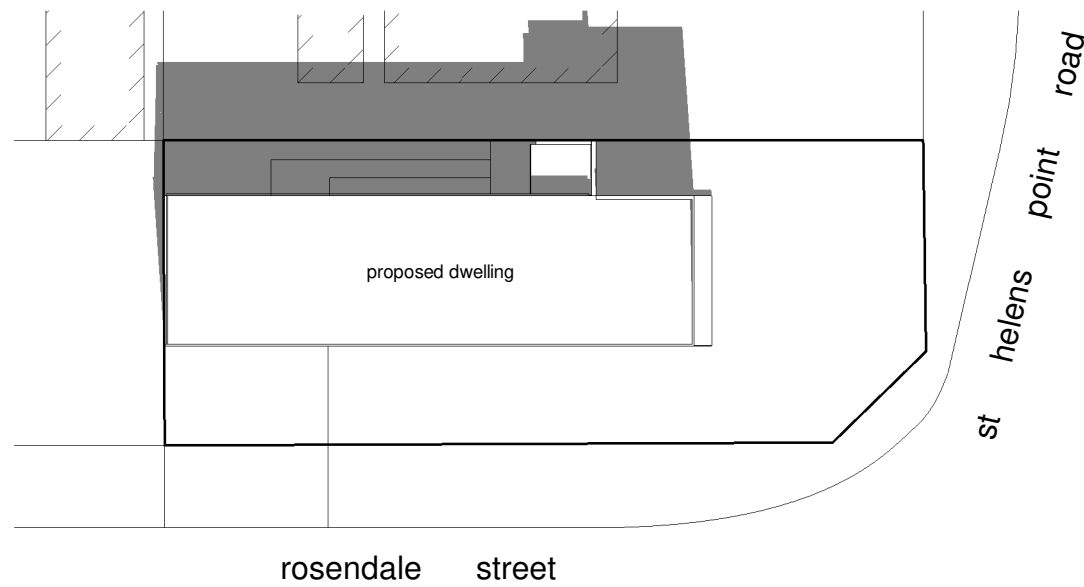 proposed dwelling
st helens point road
rosendale street